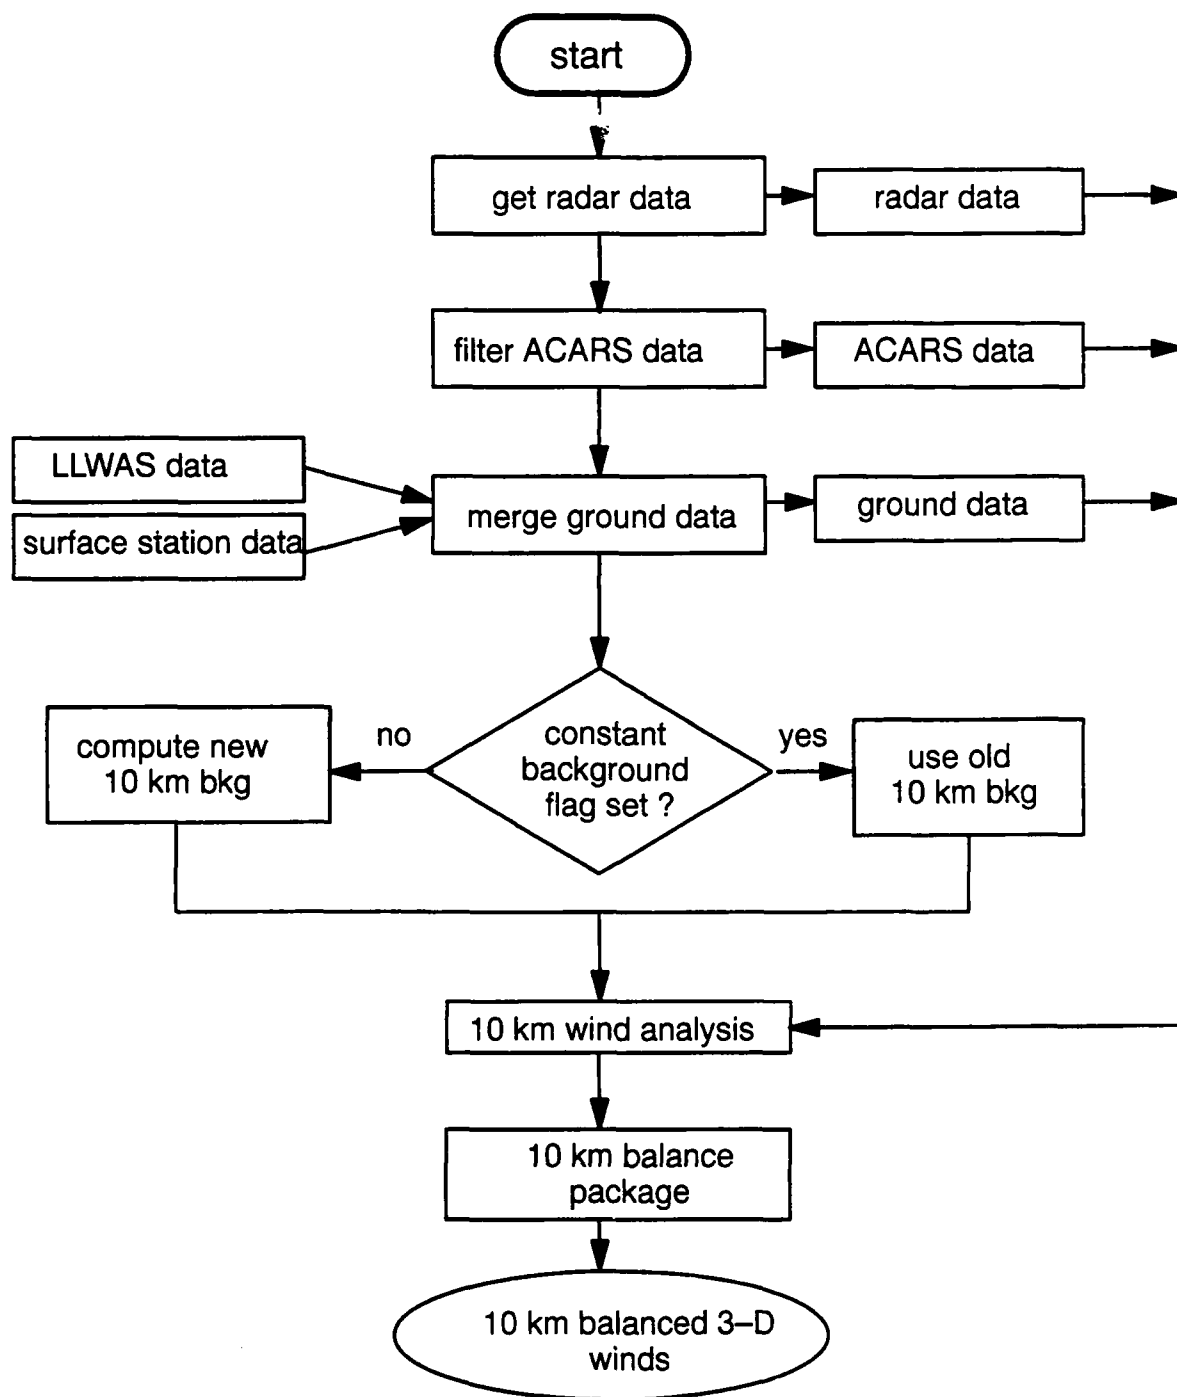 start
get radar data
radar data
filter ACARS data
ACARS data
LLWAS data
surface station data
merge ground data
ground data
compute new
10 km bkg
no
constant
background
flag set ?
yes
use old
10 km bkg
10 km wind analysis
10 km balance
package
10 km balanced 3–D
winds